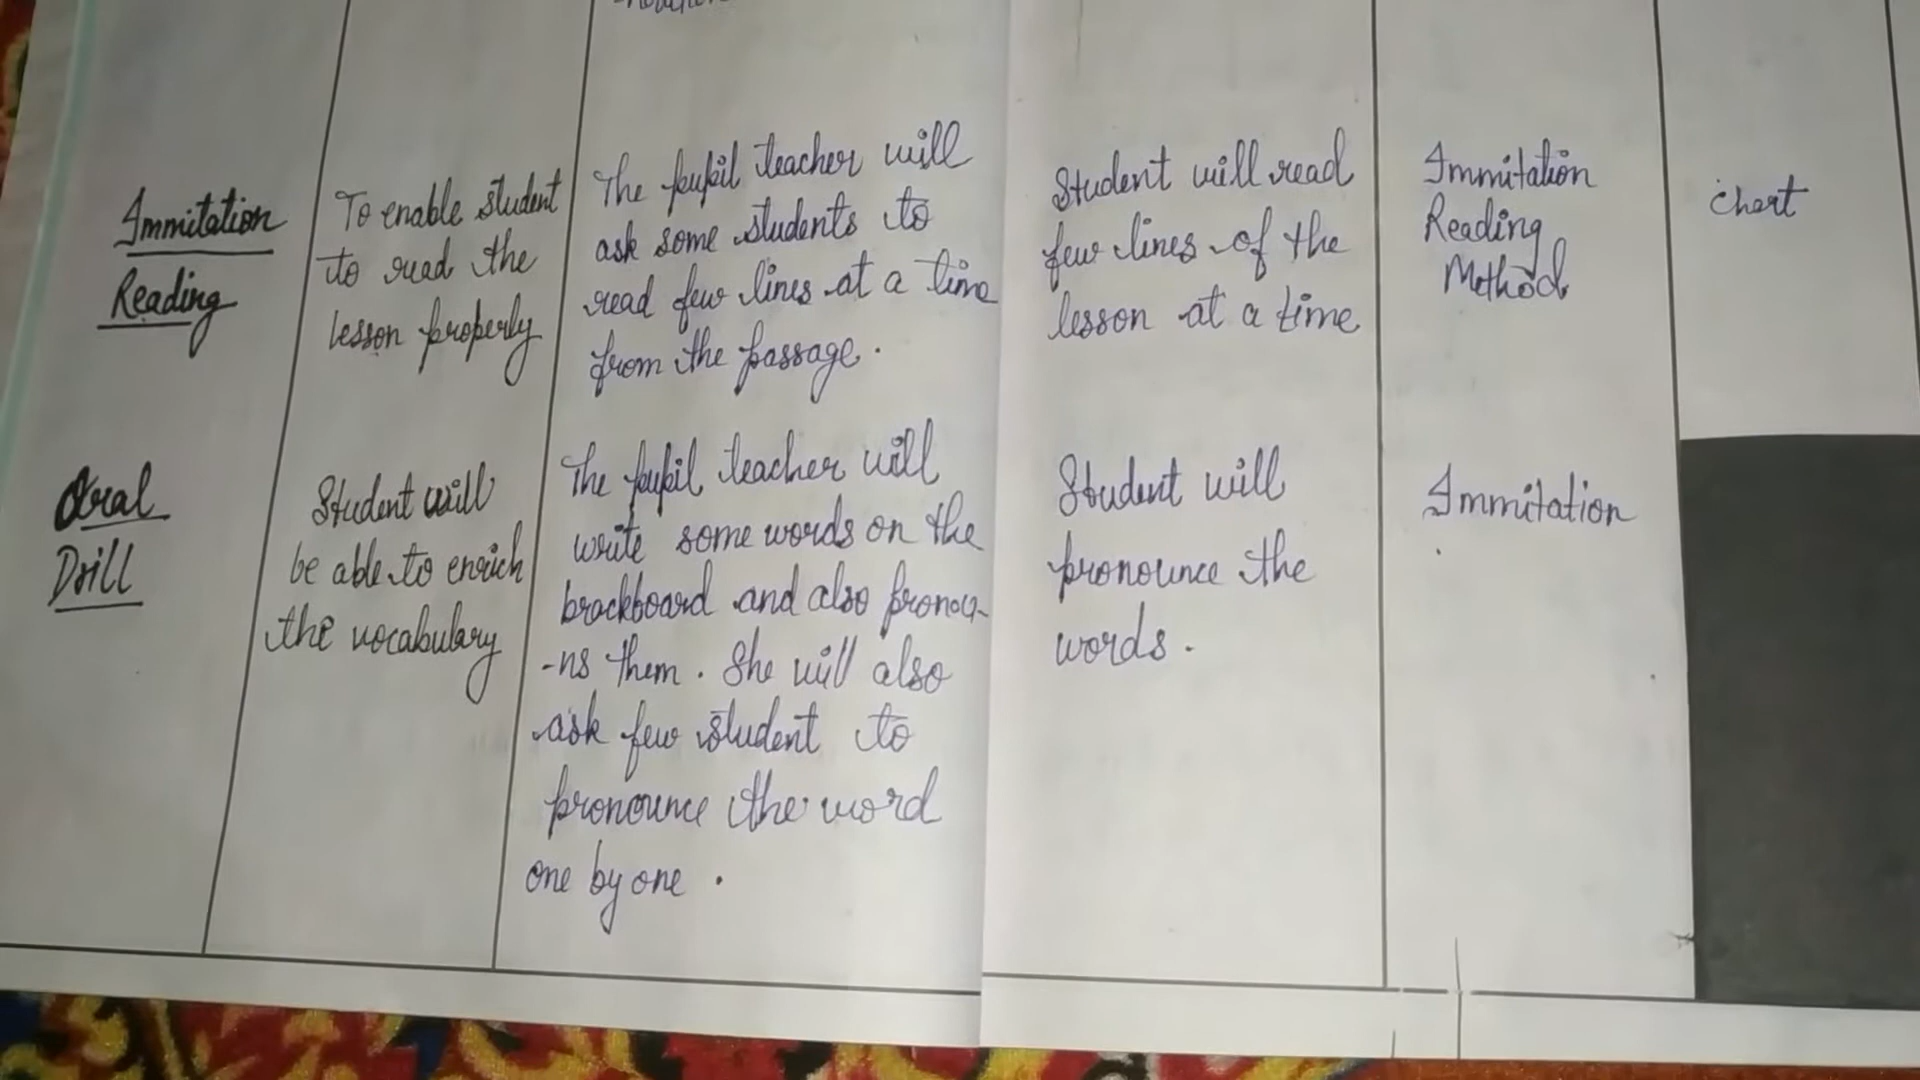 Immitation
Reading
To enable student
to read the
lesson properly
The pupil teacher will
ask some students to
read few lines at a time
from the passage.
Student will read
few lines of the
lesson at a time
Immitation
Reading
Method
chart
Oral
Drill
Student will
be able to enrich
the vocabulary
The pupil teacher will
write some words on the
brackboard and also pronou-
-ns them. She will also
ask few student to
pronounce the word
one by one.
Student will
pronounce the
words.
Immitation